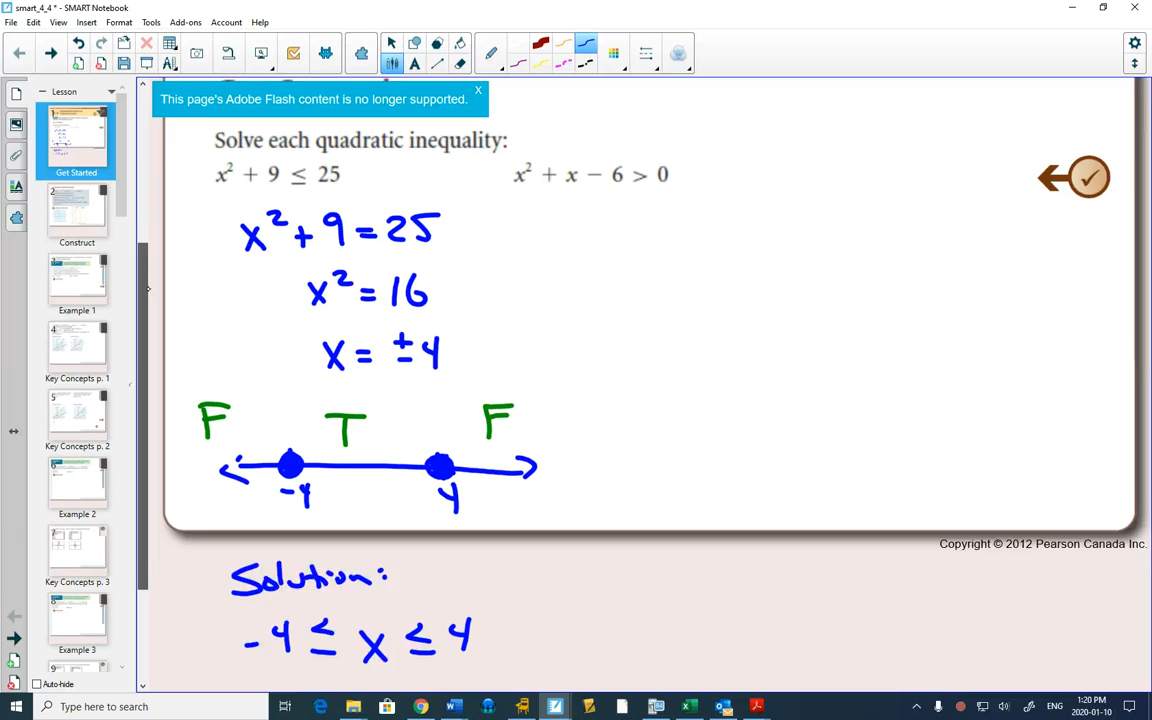 smart_4_4 * - SMART Notebook
File Edit View Insert Format Tools Add-ons Account Help
Lesson
This page's Adobe Flash content is no longer supported. X
Get Started
Construct
Example 1
Key Concepts p. 1
Key Concepts p. 2
Example 2
Key Concepts p. 3
Example 3
Auto-hide
Solve each quadratic inequality:
x² + 9 ≤ 25 x² + x − 6 > 0
x² + 9 = 25
x² = 16
x = ±4
F T F
-4 4
Copyright © 2012 Pearson Canada Inc.
Solution:
-4 ≤ x ≤ 4
Type here to search
ENG
1:20 PM
2020-01-10